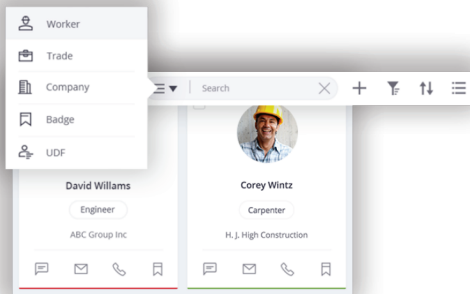 Worker
Trade
Company
Badge
UDF
Search
David Willams
Engineer
ABC Group Inc
Corey Wintz
Carpenter
H, J, High Construction